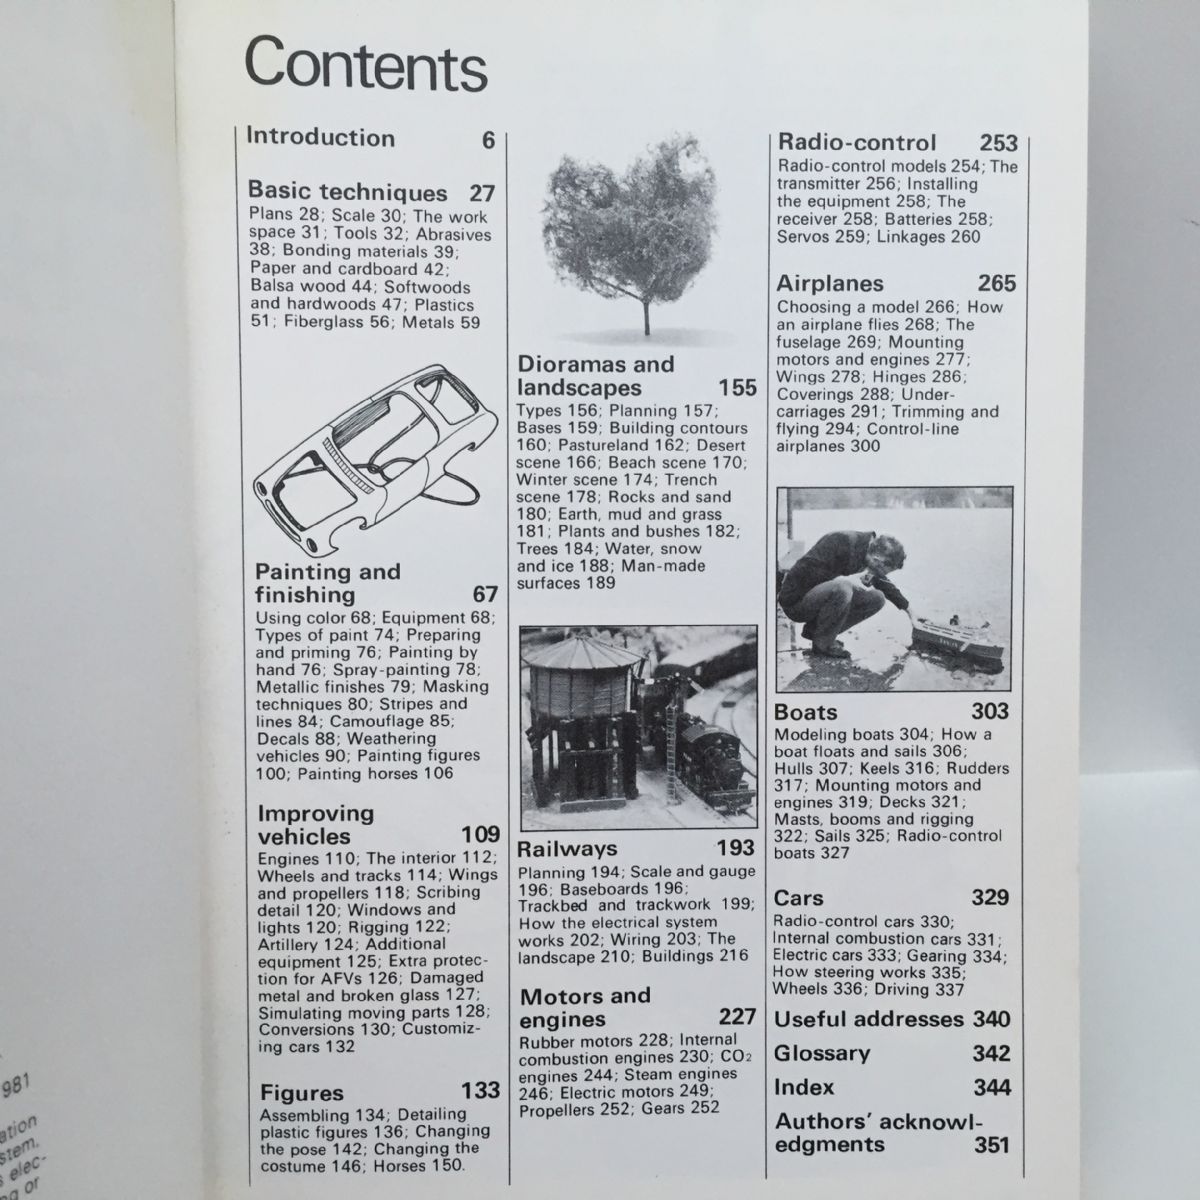 Contents
Introduction 6
Basic techniques 27
Plans 28; Scale 30; The work
space 31; Tools 32; Abrasives
38; Bonding materials 39;
Paper and cardboard 42;
Balsa wood 44; Softwoods
and hardwoods 47; Plastics
51; Fiberglass 56; Metals 59
Painting and
finishing 67
Using color 68; Equipment 68;
Types of paint 74; Preparing
and priming 76; Painting by
hand 76; Spray-painting 78;
Metallic finishes 79; Masking
techniques 80; Stripes and
lines 84; Camouflage 85;
Decals 88; Weathering
vehicles 90; Painting figures
100; Painting horses 106
Improving
vehicles 109
Engines 110; The interior 112;
Wheels and tracks 114; Wings
and propellers 118; Scribing
detail 120; Windows and
lights 120; Rigging 122;
Artillery 124; Additional
equipment 125; Extra protec-
tion for AFVs 126; Damaged
metal and broken glass 127;
Simulating moving parts 128;
Conversions 130; Customiz-
ing cars 132
Figures 133
Assembling 134; Detailing
plastic figures 136; Changing
the pose 142; Changing the
costume 146; Horses 150.
Dioramas and
landscapes 155
Types 156; Planning 157;
Bases 159; Building contours
160; Pastureland 162; Desert
scene 166; Beach scene 170;
Winter scene 174; Trench
scene 178; Rocks and sand
180; Earth, mud and grass
181; Plants and bushes 182;
Trees 184; Water, snow
and ice 188; Man-made
surfaces 189
Railways 193
Planning 194; Scale and gauge
196; Baseboards 196;
Trackbed and trackwork 199;
How the electrical system
works 202; Wiring 203; The
landscape 210; Buildings 216
Motors and
engines 227
Rubber motors 228; Internal
combustion engines 230; CO2
engines 244; Steam engines
246; Electric motors 249;
Propellers 252; Gears 252
Radio-control 253
Radio-control models 254; The
transmitter 256; Installing
the equipment 258; The
receiver 258; Batteries 258;
Servos 259; Linkages 260
Airplanes 265
Choosing a model 266; How
an airplane flies 268; The
fuselage 269; Mounting
motors and engines 277;
Wings 278; Hinges 286;
Coverings 288; Under-
carriages 291; Trimming and
flying 294; Control-line
airplanes 300
Boats 303
Modeling boats 304; How a
boat floats and sails 306;
Hulls 307; Keels 316; Rudders
317; Mounting motors and
engines 319; Decks 321;
Masts, booms and rigging
322; Sails 325; Radio-control
boats 327
Cars 329
Radio-control cars 330;
Internal combustion cars 331;
Electric cars 333; Gearing 334;
How steering works 335;
Wheels 336; Driving 337
Useful addresses 340
Glossary 342
Index 344
Authors' acknowl-
edgments 351